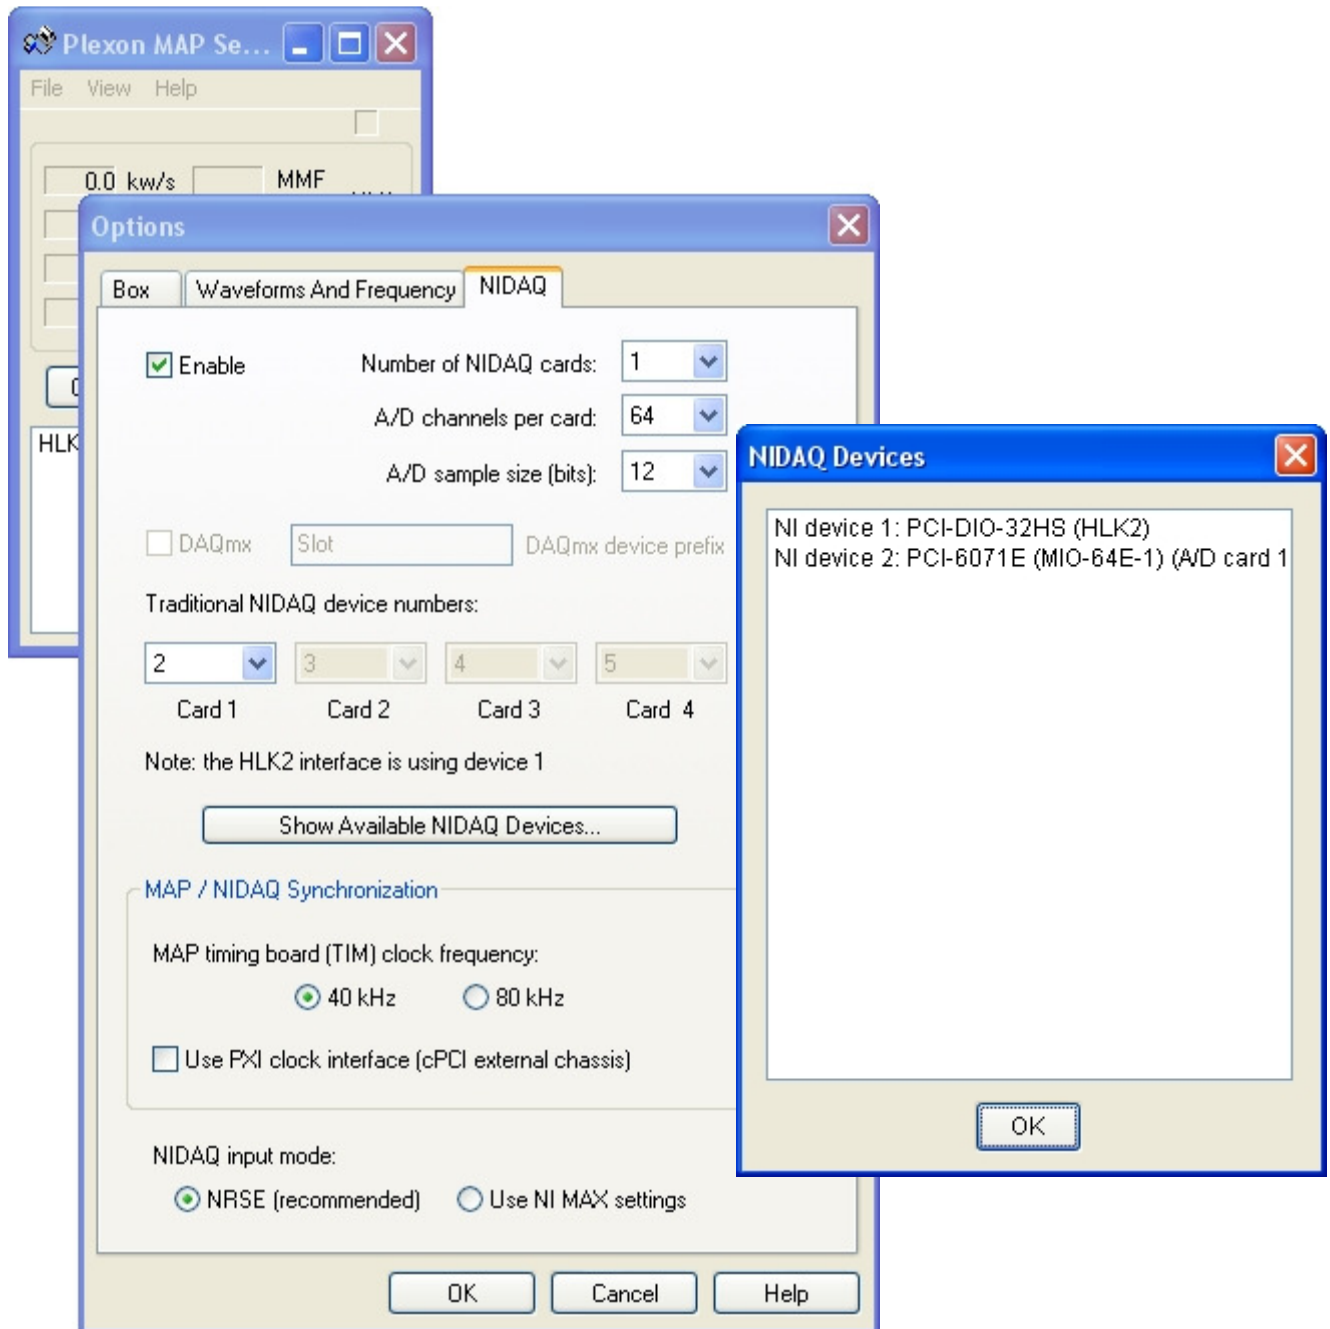 Plexon MAP Se...
File View Help
0.0 kw/s MMF
HLK
Options
Box Waveforms And Frequency NIDAQ
Enable Number of NIDAQ cards: 1
A/D channels per card: 64
A/D sample size (bits): 12
DAQmx Slot DAQmx device prefix
Traditional NIDAQ device numbers:
2 3 4 5
Card 1 Card 2 Card 3 Card 4
Note: the HLK2 interface is using device 1
Show Available NIDAQ Devices...
MAP / NIDAQ Synchronization
MAP timing board (TIM) clock frequency:
40 kHz 80 kHz
Use PXI clock interface (cPCI external chassis)
NIDAQ input mode:
NRSE (recommended) Use NI MAX settings
OK Cancel Help
NIDAQ Devices
NI device 1: PCI-DIO-32HS (HLK2)
NI device 2: PCI-6071E (MIO-64E-1) (A/D card 1
OK